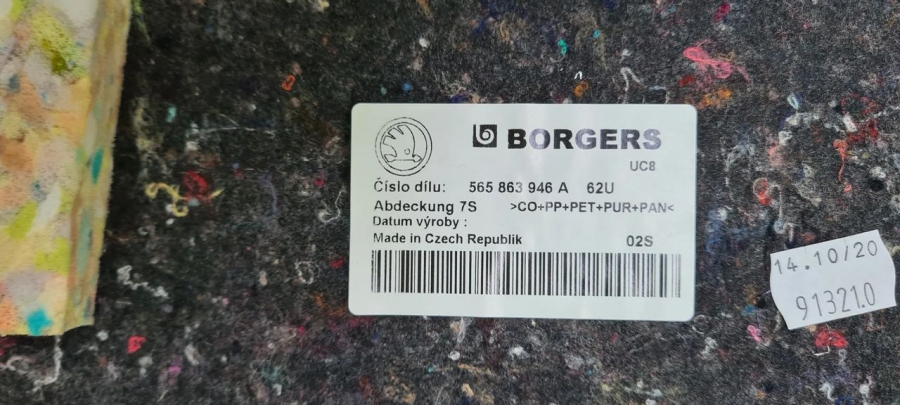 BORGERS
UC8
Číslo dílu: 565 863 946 A 62U
Abdeckung 7S >CO+PP+PET+PUR+PAN<
Datum výroby :
Made in Czech Republik 02S
14.10/20
91321.0